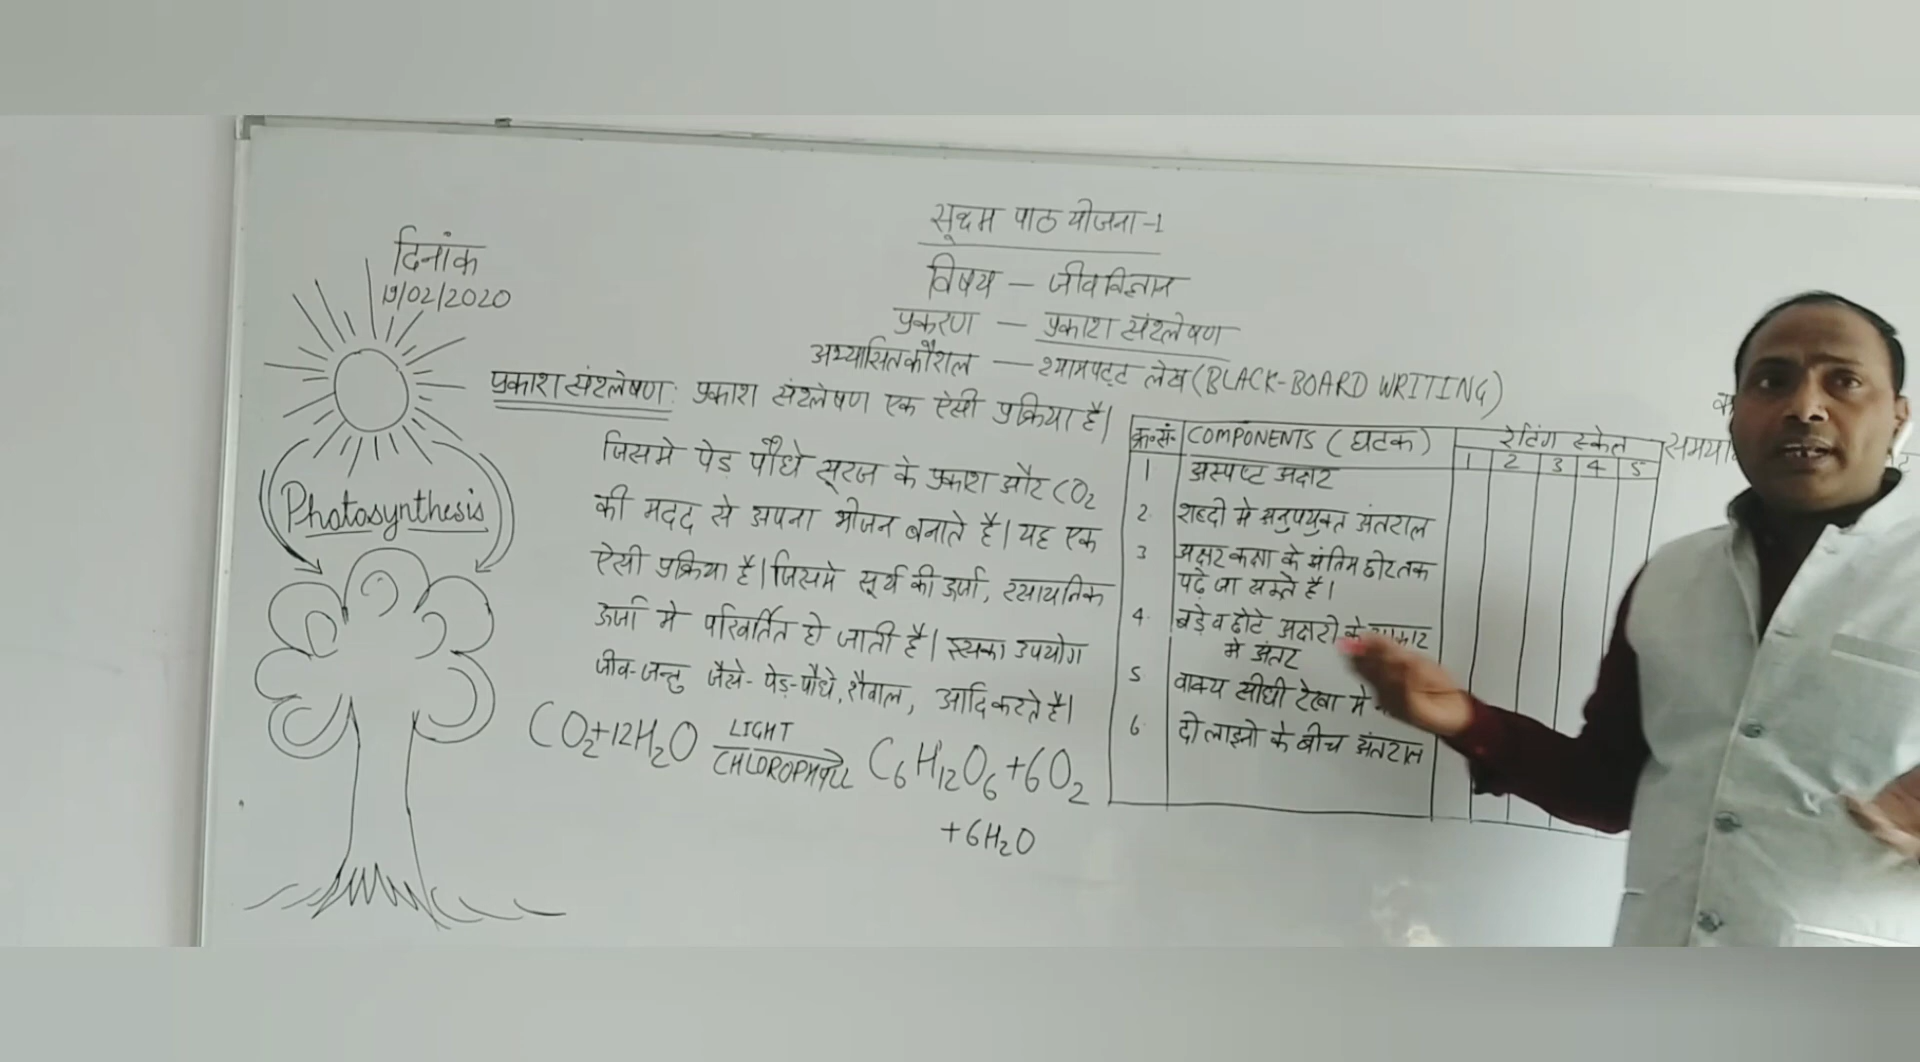 सूक्ष्म पाठ योजना-1
दिनांक
19/02/2020
विषय – जीव विज्ञान
प्रकरण – प्रकाश संश्लेषण
अभ्यासित कौशल – श्यामपट्ट लेख (BLACK-BOARD WRITING)
प्रकाश संश्लेषण: प्रकाश संश्लेषण एक ऐसी प्रक्रिया है।
जिसमे पेड़ पौधे सूरज के प्रकाश और CO2
की मदद से अपना भोजन बनाते है। यह एक
ऐसी प्रक्रिया है। जिसमे सूर्य की ऊर्जा, रसायनिक
ऊर्जा मे परिवर्तित हो जाती है। इसका उपयोग
जीव-जन्तु जैसे- पेड़-पौधे, शैवाल, आदि करते है।
CO2+12H2O LIGHT CHLOROPHYLL C6H12O6+6O2
+6H2O
Photosynthesis
क्र०सं० COMPONENTS (घटक) रेटिंग स्केल
1 2 3 4 5
1 अस्पष्ट अक्षर
2. शब्दो मे अनुपयुक्त अंतराल
3 अक्षर कक्षा के अंतिम छोर तक
पढ़े जा सकते है।
4. बड़े व छोटे अक्षरो के आकार
मे अंतर
5 वाक्य सीधी रेखा मे
6. दो लाइनो के बीच अंतराल